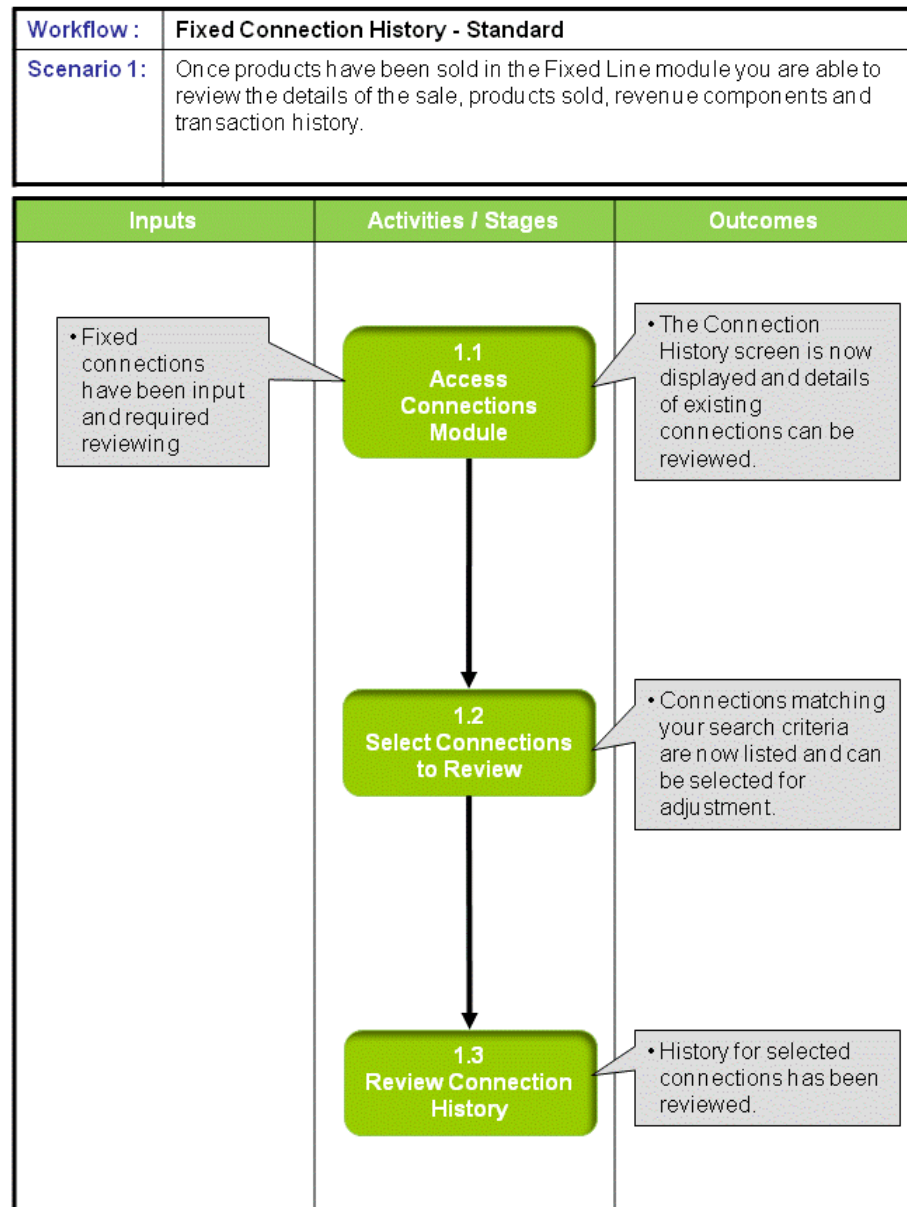 Workflow :
Fixed Connection History - Standard
Scenario 1:
Once products have been sold in the Fixed Line module you are able to
review the details of the sale, products sold, revenue components and
transaction history.
Inputs
Activities / Stages
Outcomes
• Fixed
connections
have been input
and required
reviewing
1.1
Access
Connections
Module
• The Connection
History screen is now
displayed and details
of existing
connections can be
reviewed.
1.2
Select Connections
to Review
• Connections matching
your search criteria
are now listed and can
be selected for
adjustment.
1.3
Review Connection
History
• History for selected
connections has been
reviewed.